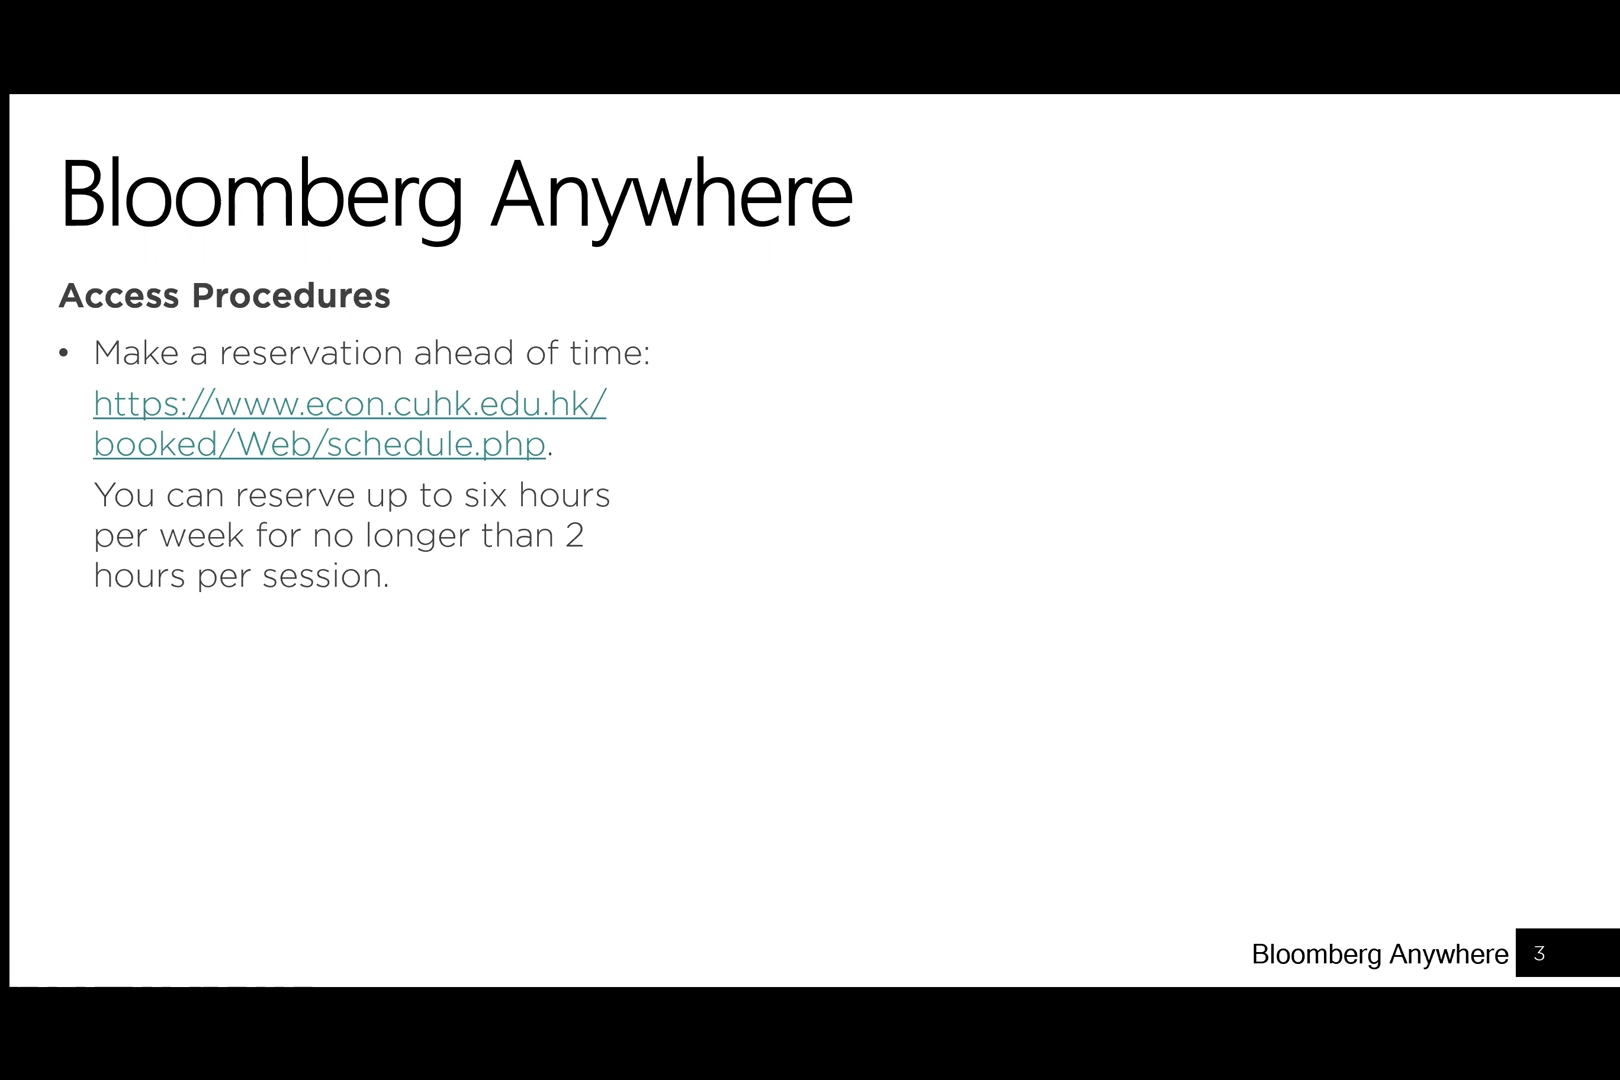 Bloomberg Anywhere
Access Procedures
• Make a reservation ahead of time:
https://www.econ.cuhk.edu.hk/
booked/Web/schedule.php.
You can reserve up to six hours
per week for no longer than 2
hours per session.
Bloomberg Anywhere 3